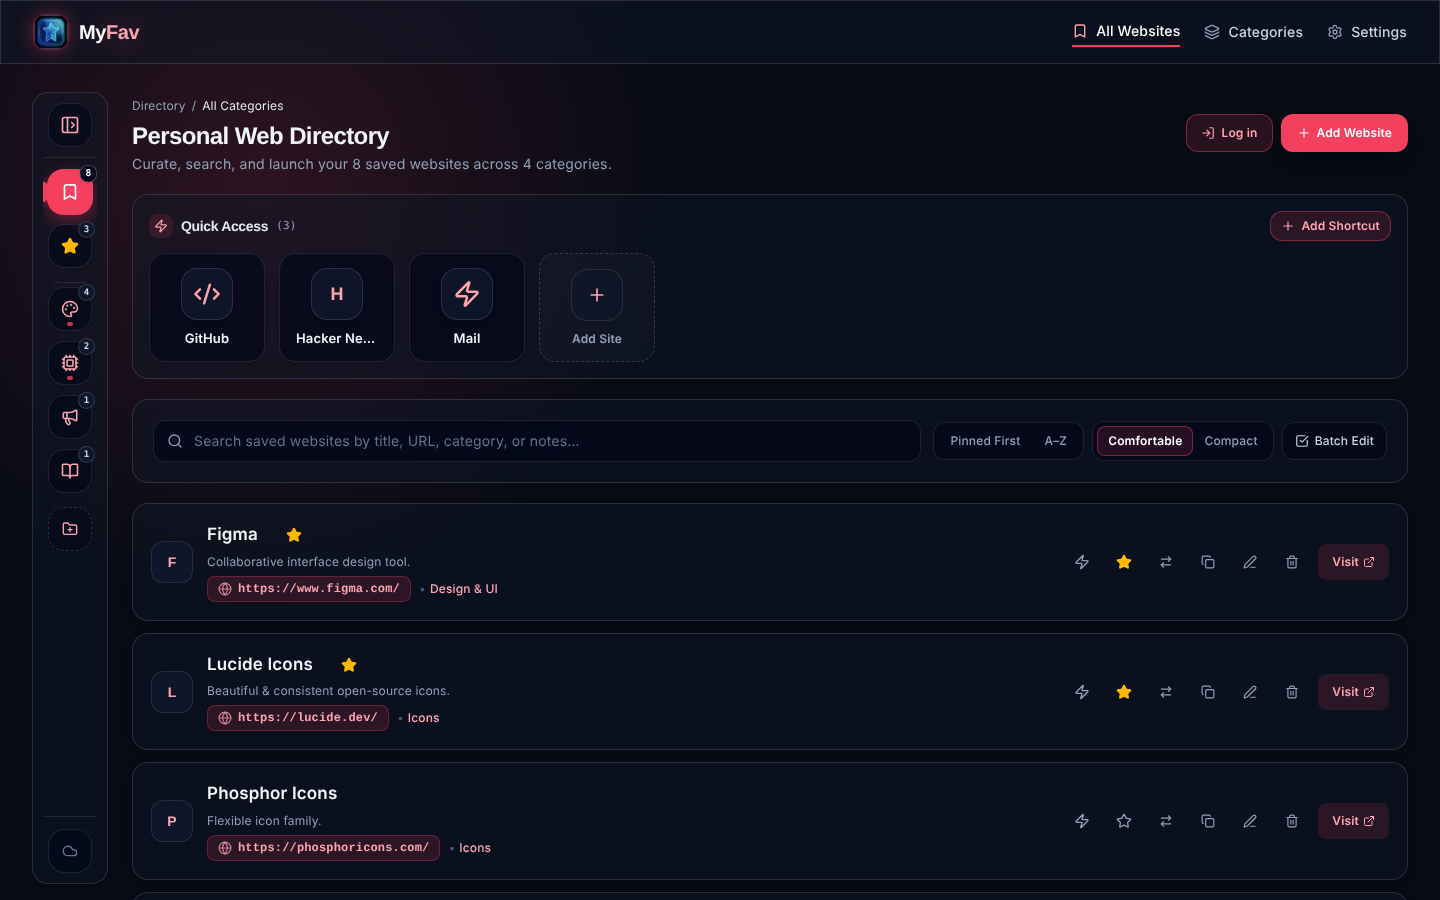 MyFav
All Websites
Categories
Settings
Directory / All Categories
Personal Web Directory
Curate, search, and launch your 8 saved websites across 4 categories.
Log in
Add Website
8
3
4
2
1
1
Quick Access (3)
Add Shortcut
GitHub
H
Hacker Ne...
Mail
Add Site
Search saved websites by title, URL, category, or notes...
Pinned First
A–Z
Comfortable
Compact
Batch Edit
F
Figma
Collaborative interface design tool.
https://www.figma.com/ • Design & UI
Visit
L
Lucide Icons
Beautiful & consistent open-source icons.
https://lucide.dev/ • Icons
Visit
P
Phosphor Icons
Flexible icon family.
https://phosphoricons.com/ • Icons
Visit